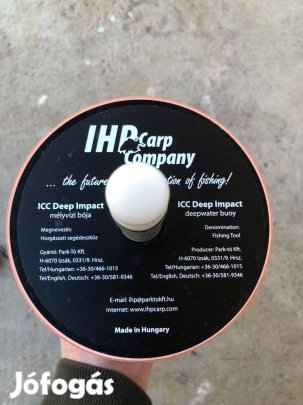 IHP Carp
Company
... the future
tion of fishing!
ICC Deep Impact
mélyvízi bója
Megnevezés:
Horgászati segédeszköz
Gyártó: Park-Tó Kft.
H-6070 Izsák, 0331/9. Hrsz.
Tel/Hungarian: +36-30/466-1015
Tel/English, Deutsch: +36-30/581-9346
ICC Deep Impact
deepwater buoy
Denomination:
Fishing Tool
Producer: Park-tó Kft.
H-6070 Izsák, 0331/9. Hrsz.
Tel/Hungarian: +36-30/466-1015
Tel/English, Deutsch: +36-30/581-9346
E-mail: ihp@parktokft.hu
Internet: www.ihpcarp.com
Made in Hungary
Jófogás